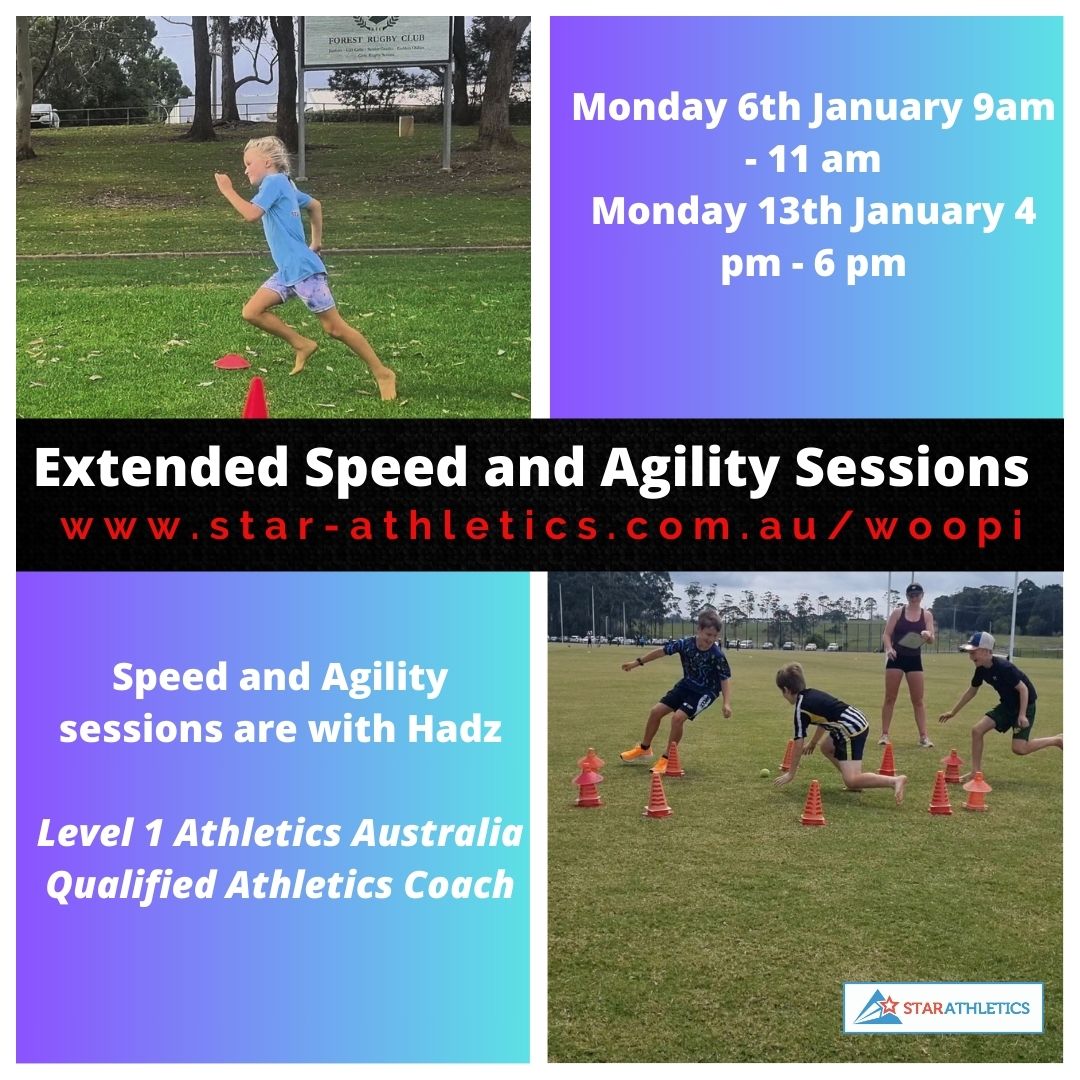 FOREST RUGBY CLUB
Monday 6th January 9am
- 11 am
Monday 13th January 4
pm - 6 pm
Extended Speed and Agility Sessions
www.star-athletics.com.au/woopi
Speed and Agility
sessions are with Hadz
Level 1 Athletics Australia
Qualified Athletics Coach
STARATHLETICS